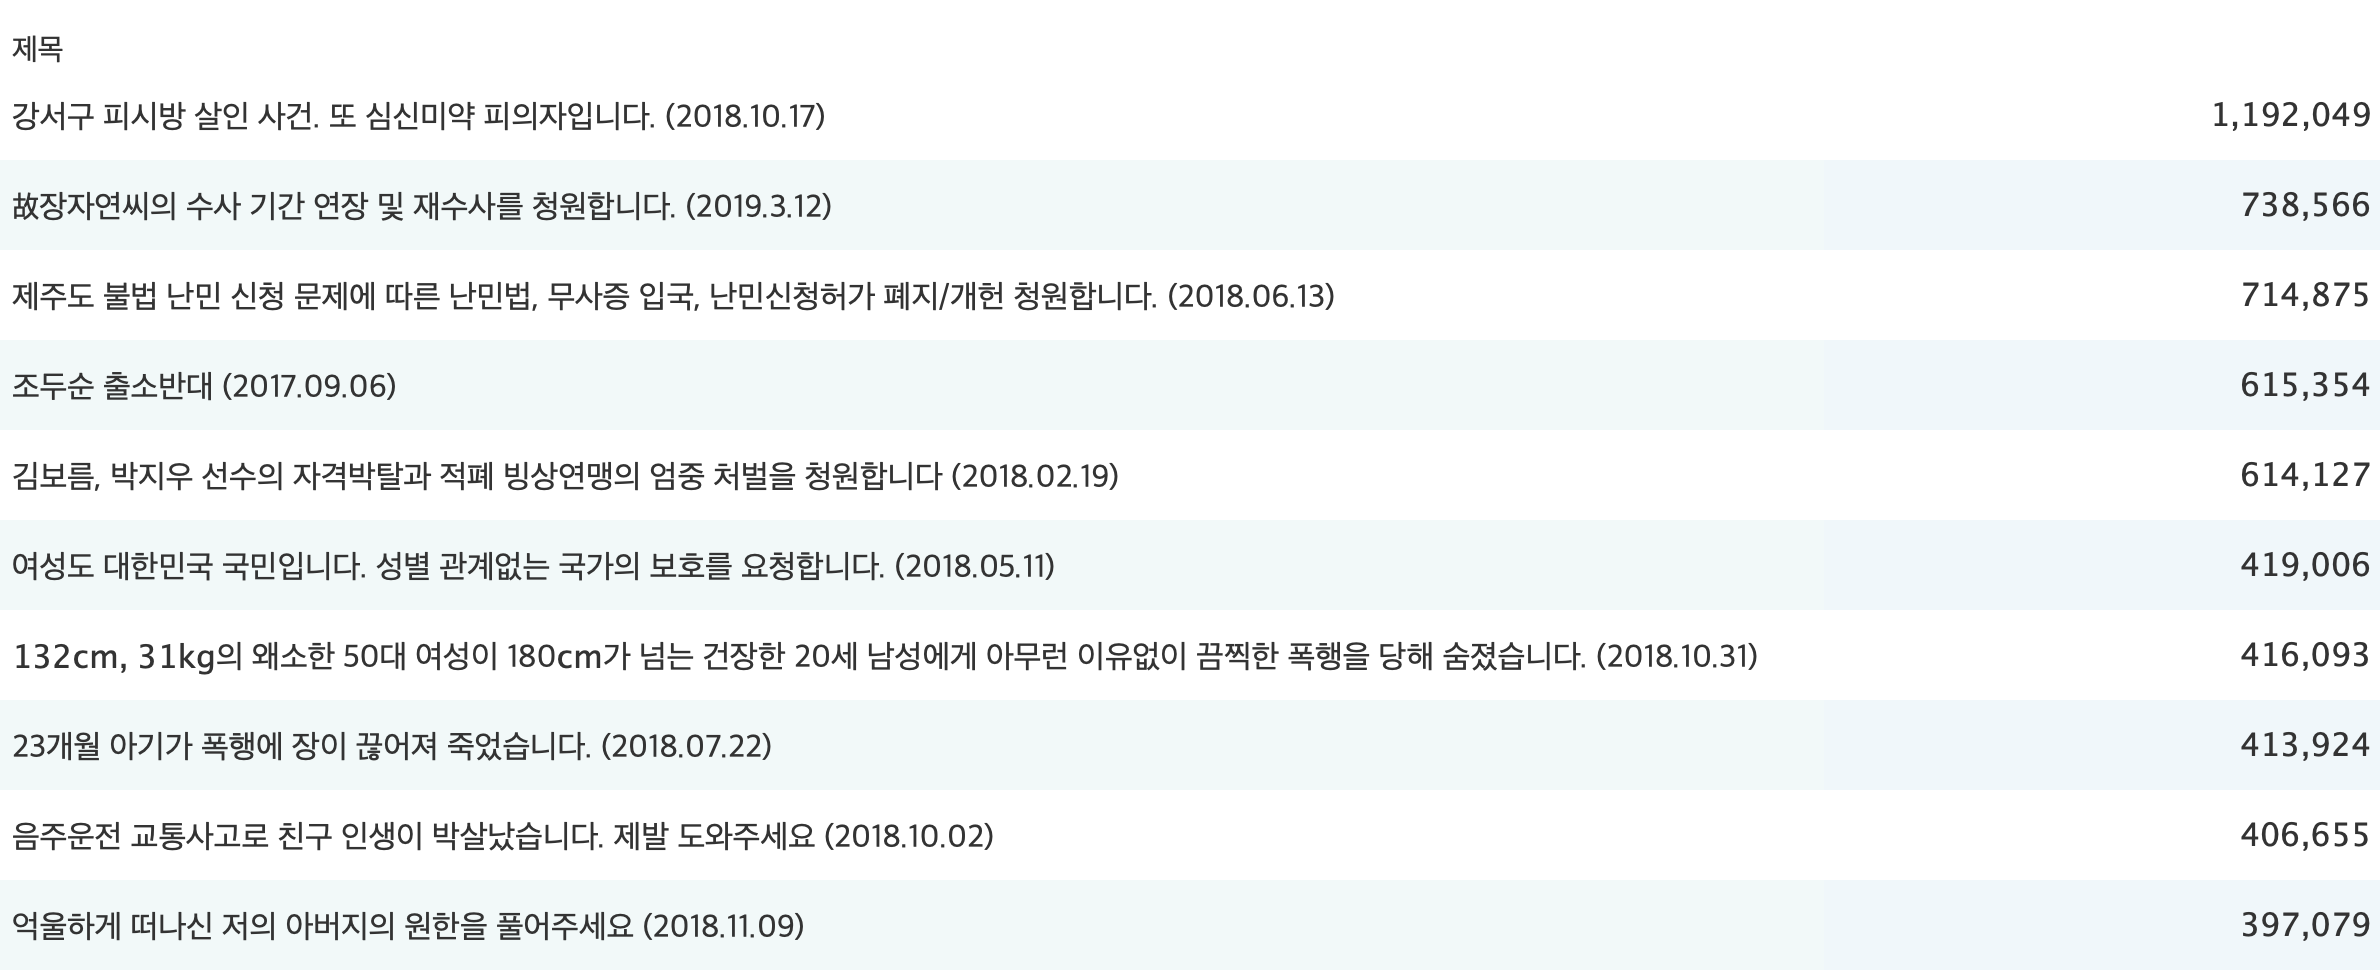 제목
강서구 피시방 살인 사건. 또 심신미약 피의자입니다. (2018.10.17) 1,192,049
故장자연씨의 수사 기간 연장 및 재수사를 청원합니다. (2019.3.12) 738,566
제주도 불법 난민 신청 문제에 따른 난민법, 무사증 입국, 난민신청허가 폐지/개헌 청원합니다. (2018.06.13) 714,875
조두순 출소반대 (2017.09.06) 615,354
김보름, 박지우 선수의 자격박탈과 적폐 빙상연맹의 엄중 처벌을 청원합니다 (2018.02.19) 614,127
여성도 대한민국 국민입니다. 성별 관계없는 국가의 보호를 요청합니다. (2018.05.11) 419,006
132cm, 31kg의 왜소한 50대 여성이 180cm가 넘는 건장한 20세 남성에게 아무런 이유없이 끔찍한 폭행을 당해 숨졌습니다. (2018.10.31) 416,093
23개월 아기가 폭행에 장이 끊어져 죽었습니다. (2018.07.22) 413,924
음주운전 교통사고로 친구 인생이 박살났습니다. 제발 도와주세요 (2018.10.02) 406,655
억울하게 떠나신 저의 아버지의 원한을 풀어주세요 (2018.11.09) 397,079